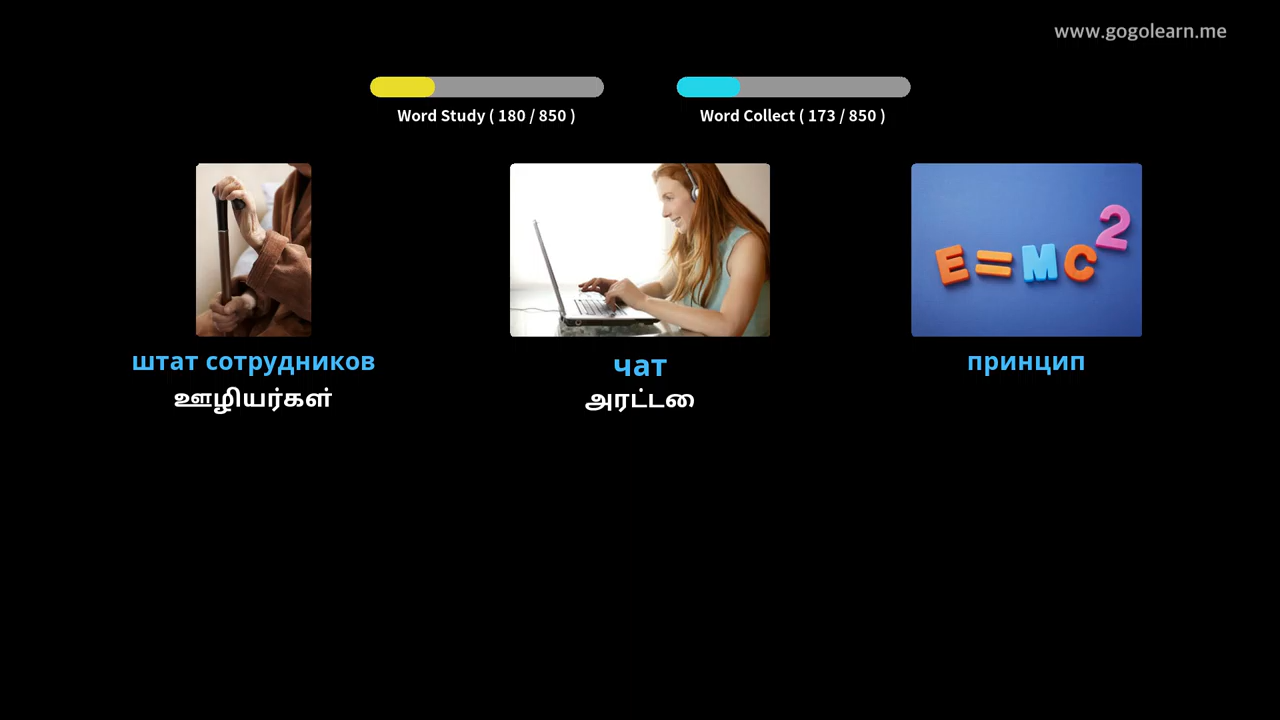 www.gogolearn.me
Word Study ( 180 / 850 )
Word Collect ( 173 / 850 )
E=MC²
штат сотрудников
чат
принцип
ஊழியர்கள்
அரட்டை